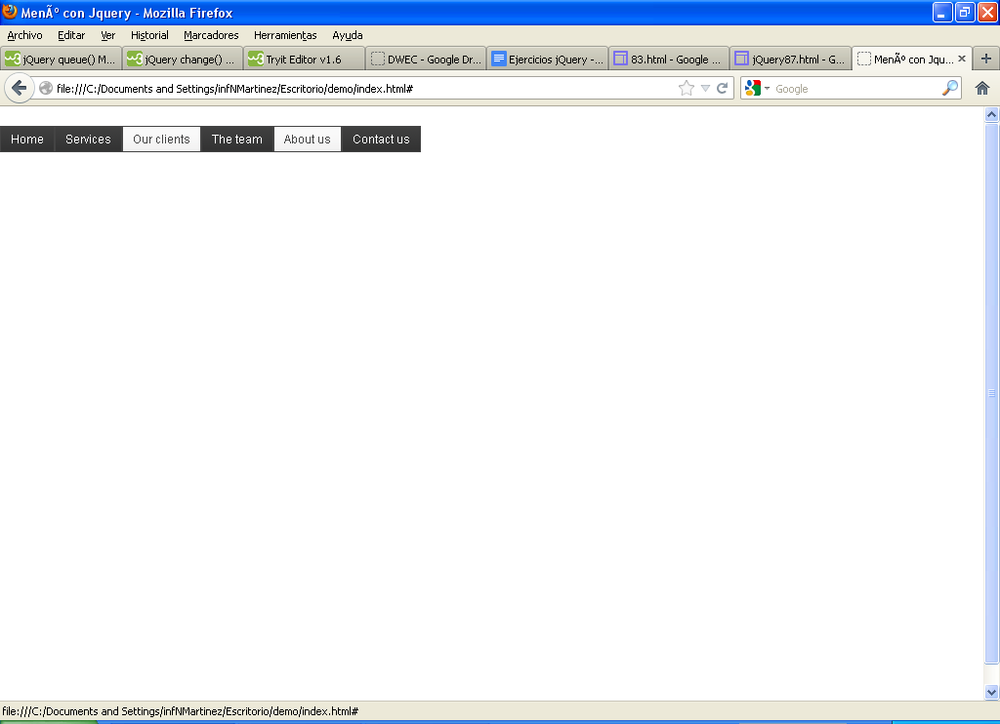 MenÃº con Jquery - Mozilla Firefox
Archivo Editar Ver Historial Marcadores Herramientas Ayuda
jQuery queue() M... jQuery change() ... Tryit Editor v1.6 DWEC - Google Dr... Ejercicios jQuery -... 83.html - Google ... jQuery87.html - G... MenÃº con Jqu...
file:///C:/Documents and Settings/infNMartinez/Escritorio/demo/index.html# Google
Home Services Our clients The team About us Contact us
file:///C:/Documents and Settings/infNMartinez/Escritorio/demo/index.html#